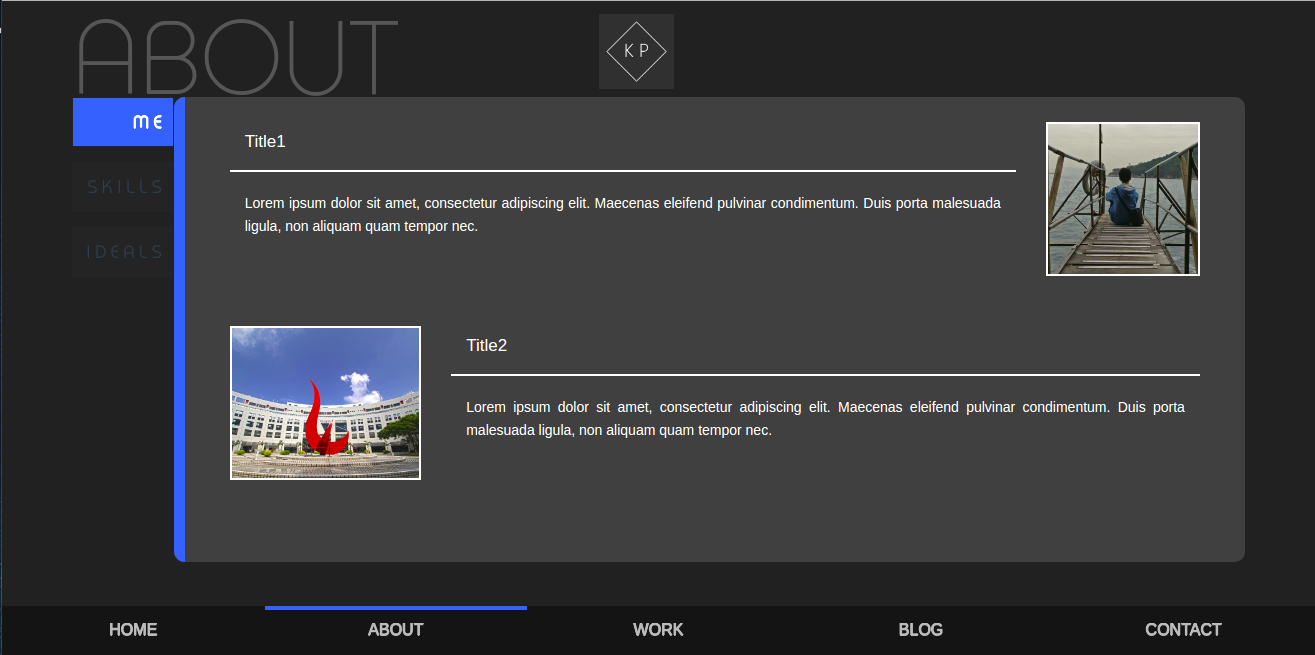 ABOUT
K P
ME
SKILLS
IDEALS
Title1
Lorem ipsum dolor sit amet, consectetur adipiscing elit. Maecenas eleifend pulvinar condimentum. Duis porta malesuada
ligula, non aliquam quam tempor nec.
Title2
Lorem ipsum dolor sit amet, consectetur adipiscing elit. Maecenas eleifend pulvinar condimentum. Duis porta
malesuada ligula, non aliquam quam tempor nec.
HOME ABOUT WORK BLOG CONTACT